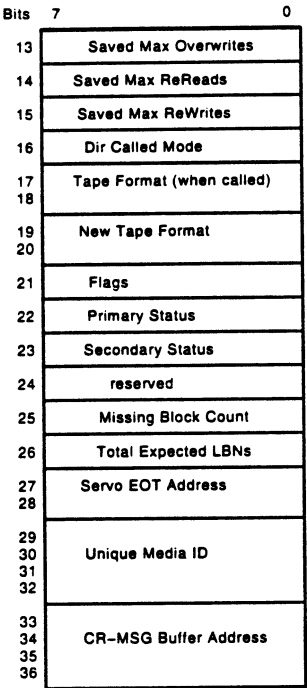 Bits 7 0
13 Saved Max Overwrites
14 Saved Max ReReads
15 Saved Max ReWrites
16 Dir Called Mode
17 Tape Format (when called)
18
19 New Tape Format
20
21 Flags
22 Primary Status
23 Secondary Status
24 reserved
25 Missing Block Count
26 Total Expected LBNs
27 Servo EOT Address
28
29
30 Unique Media ID
31
32
33
34 CR-MSG Buffer Address
35
36